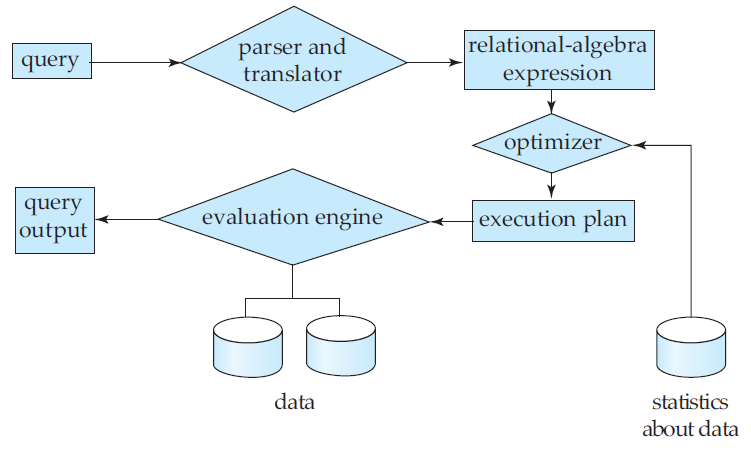 query
parser and
translator
relational-algebra
expression
optimizer
query
output
evaluation engine
execution plan
data
statistics
about data